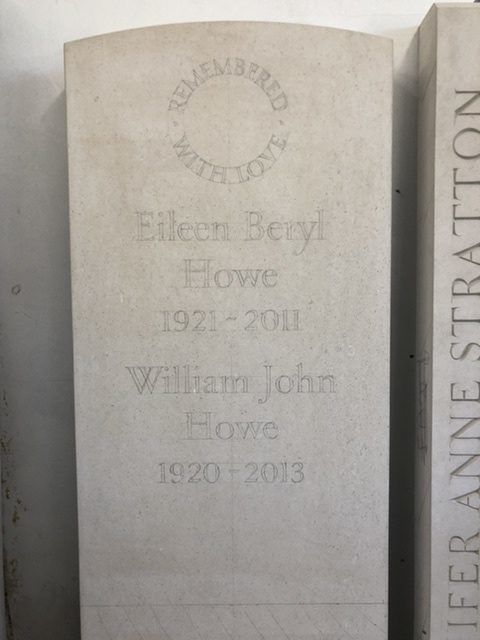 REMEMBERED
WITH LOVE
Eileen Beryl
Howe
1921 ~ 2011
William John
Howe
1920 ~ 2013
IFER ANNE STRATTON